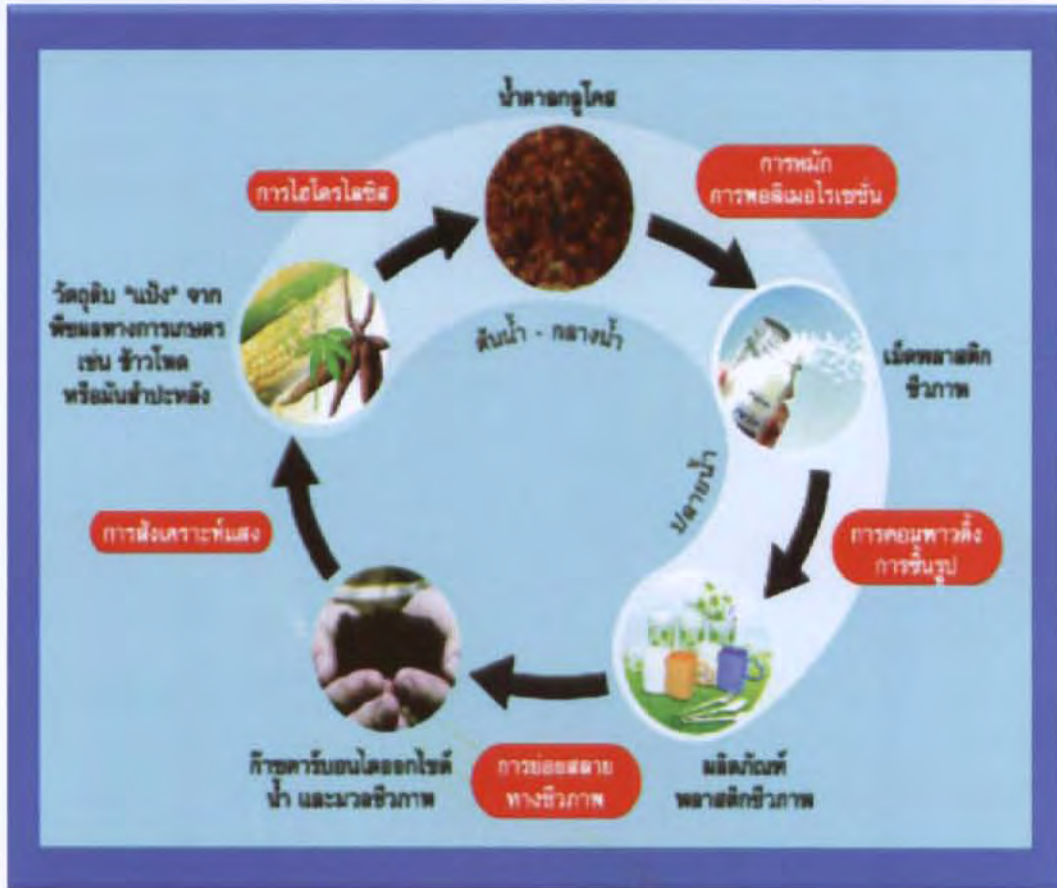 น้ำตาลกลูโคส
การหมัก
การพอลิเมอไรเซชั่น
การไฮโดรไลซิส
วัตถุดิบ "แป้ง" จาก
พืชผลทางการเกษตร
เช่น ข้าวโพด
หรือมันสำปะหลัง
ต้นน้ำ - กลางน้ำ
เม็ดพลาสติก
ชีวภาพ
ปลายน้ำ
การสังเคราะห์แสง
การคอมพาวดิ้ง
การขึ้นรูป
ก๊าซคาร์บอนไดออกไซด์
น้ำ และมวลชีวภาพ
การย่อยสลาย
ทางชีวภาพ
ผลิตภัณฑ์
พลาสติกชีวภาพ